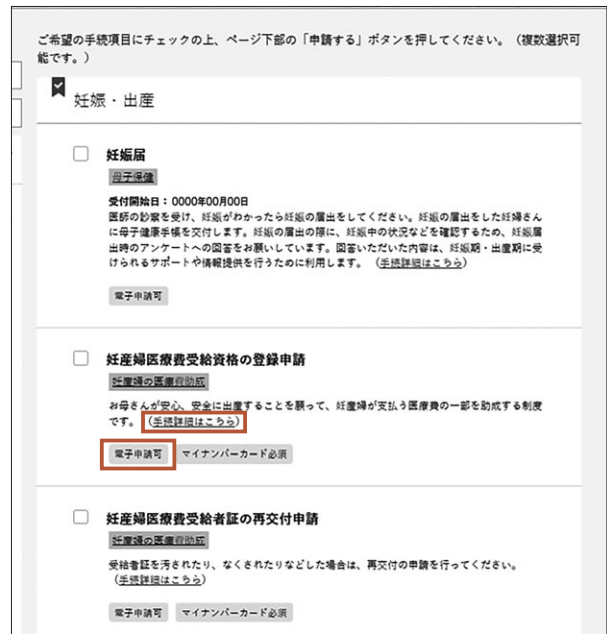 ご希望の手続項目にチェックの上、ページ下部の「申請する」ボタンを押してください。（複数選択可
能です。）
妊娠・出産
妊娠届
母子保健
受付開始日：0000年00月00日
医師の診察を受け、妊娠がわかったら妊娠の届出をしてください。妊娠の届出をした妊婦さん
に母子健康手帳を交付します。妊娠の届出の際に、妊娠中の状況などを確認するため、妊娠届
出時のアンケートへの回答をお願いしています。回答いただいた内容は、妊娠期・出産期に受
けられるサポートや情報提供を行うために利用します。（手続詳細はこちら）
電子申請可
妊産婦医療費受給資格の登録申請
妊産婦の医療費助成
お母さんが安心、安全に出産することを願って、妊産婦が支払う医療費の一部を助成する制度
です。（手続詳細はこちら）
電子申請可 マイナンバーカード必須
妊産婦医療費受給者証の再交付申請
妊産婦の医療費助成
受給者証を汚されたり、なくされたりなどした場合は、再交付の申請を行ってください。
（手続詳細はこちら）
電子申請可 マイナンバーカード必須